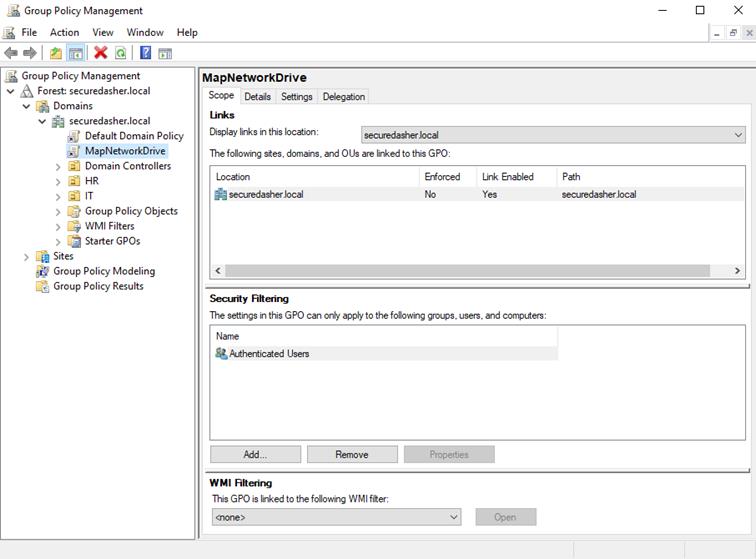 Group Policy Management
File Action View Window Help
Group Policy Management
Forest: securedasher.local
Domains
securedasher.local
Default Domain Policy
MapNetworkDrive
Domain Controllers
HR
IT
Group Policy Objects
WMI Filters
Starter GPOs
Sites
Group Policy Modeling
Group Policy Results
MapNetworkDrive
Scope Details Settings Delegation
Links
Display links in this location: securedasher.local
The following sites, domains, and OUs are linked to this GPO:
Location Enforced Link Enabled Path
securedasher.local No Yes securedasher.local
Security Filtering
The settings in this GPO can only apply to the following groups, users, and computers:
Name
Authenticated Users
Add... Remove Properties
WMI Filtering
This GPO is linked to the following WMI filter:
<none> Open